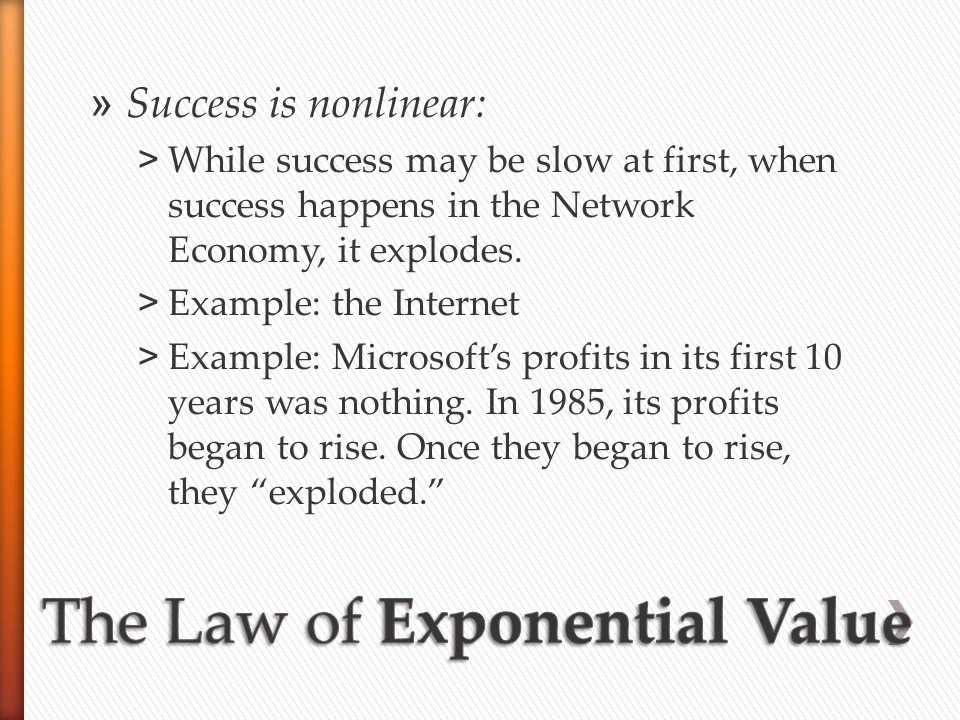 » Success is nonlinear:
> While success may be slow at first, when
success happens in the Network
Economy, it explodes.
> Example: the Internet
> Example: Microsoft’s profits in its first 10
years was nothing. In 1985, its profits
began to rise. Once they began to rise,
they “exploded.”
The Law of Exponential Value